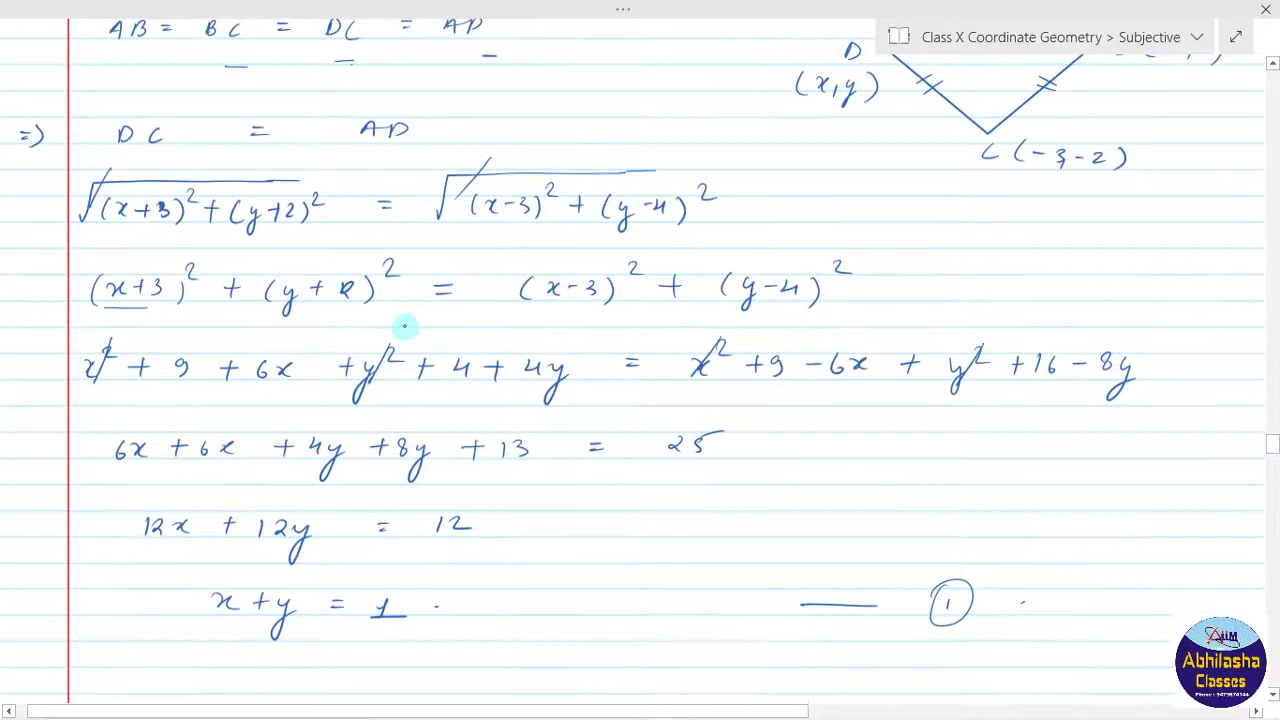 ...
Class X Coordinate Geometry > Subjective
AB = BC = DC = AD
D
(x,y)
C (-3,-2)
=> DC = AD
√(x+3)² + (y+2)² = √(x-3)² + (y-4)²
(x+3)² + (y+2)² = (x-3)² + (y-4)²
x² + 9 + 6x + y² + 4 + 4y = x² + 9 - 6x + y² + 16 - 8y
6x + 6x + 4y + 8y + 13 = 25
12x + 12y = 12
x + y = 1 . —— ①
AIIM
Abhilasha
Classes